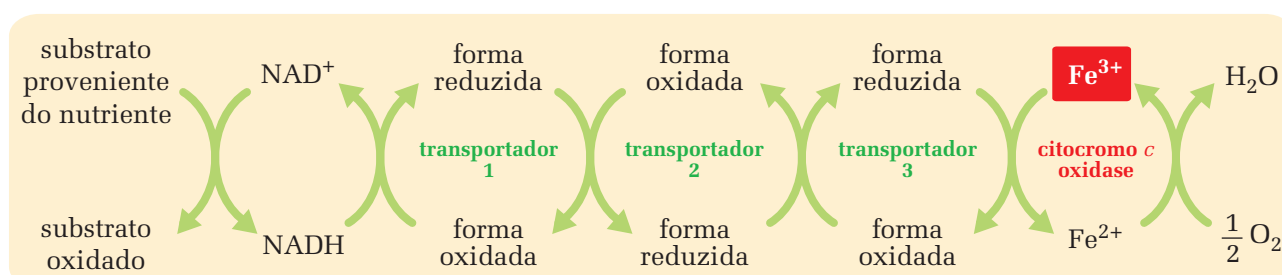 substrato
proveniente
do nutriente
NAD⁺
forma
reduzida
forma
oxidada
forma
reduzida
Fe³⁺
H₂O
transportador
1
transportador
2
transportador
3
citocromo c
oxidase
substrato
oxidado
NADH
forma
oxidada
forma
reduzida
forma
oxidada
Fe²⁺
1/2 O₂